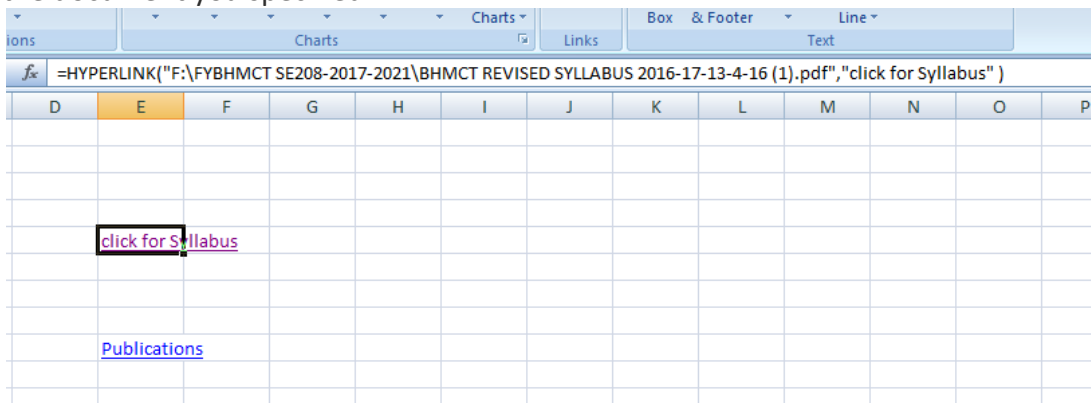 Charts Box & Footer Line
ions Charts Links Text
fx =HYPERLINK("F:\FYBHMCT SE208-2017-2021\BHMCT REVISED SYLLABUS 2016-17-13-4-16 (1).pdf","click for Syllabus" )
D E F G H I J K L M N O P
click for Syllabus
Publications